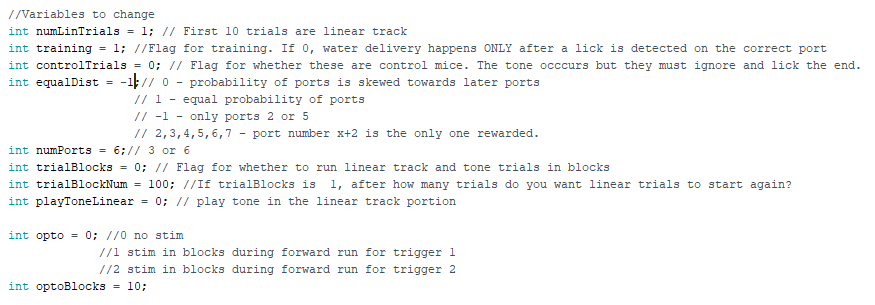 //Variables to change
int numLinTrials = 1; // First 10 trials are linear track
int training = 1; //Flag for training. If 0, water delivery happens ONLY after a lick is detected on the correct port
int controlTrials = 0; // Flag for whether these are control mice. The tone occcurs but they must ignore and lick the end.
int equalDist = -1;// 0 - probability of ports is skewed towards later ports
// 1 - equal probability of ports
// -1 - only ports 2 or 5
// 2,3,4,5,6,7 - port number x+2 is the only one rewarded.
int numPorts = 6;// 3 or 6
int trialBlocks = 0; // Flag for whether to run linear track and tone trials in blocks
int trialBlockNum = 100; //If trialBlocks is  1, after how many trials do you want linear trials to start again?
int playToneLinear = 0; // play tone in the linear track portion
int opto = 0; //0 no stim
//1 stim in blocks during forward run for trigger 1
//2 stim in blocks during forward run for trigger 2
int optoBlocks = 10;